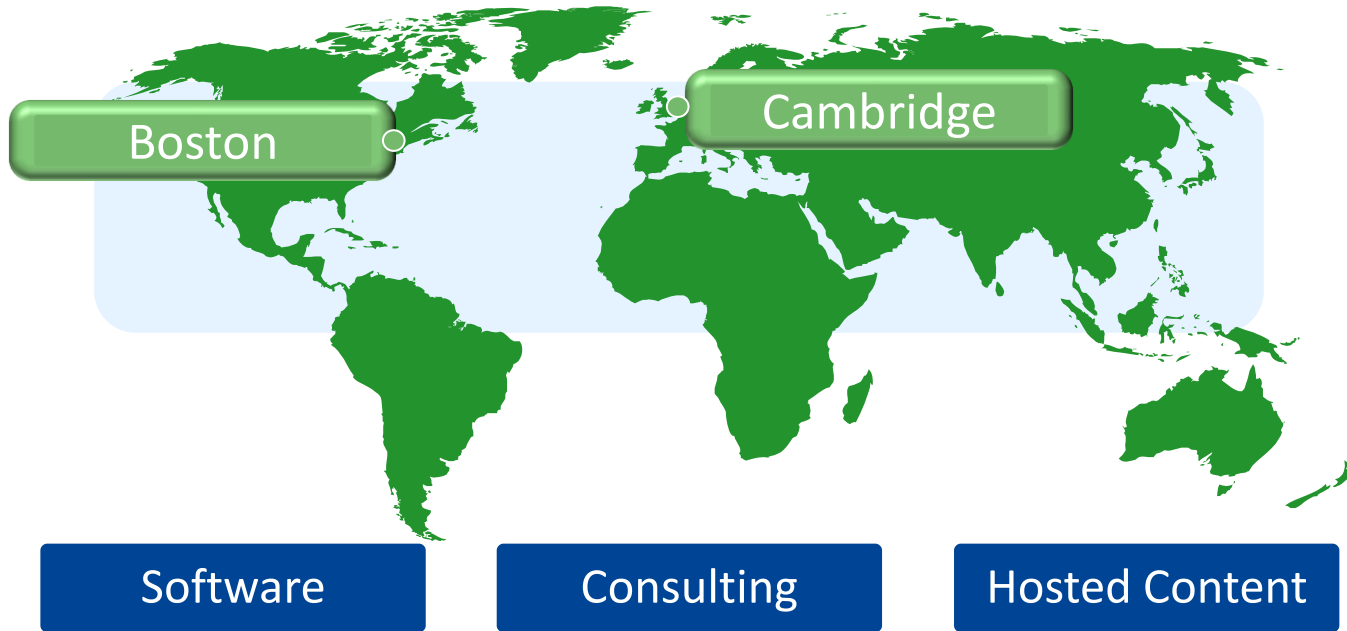 Cambridge
Boston
Software
Consulting
Hosted Content